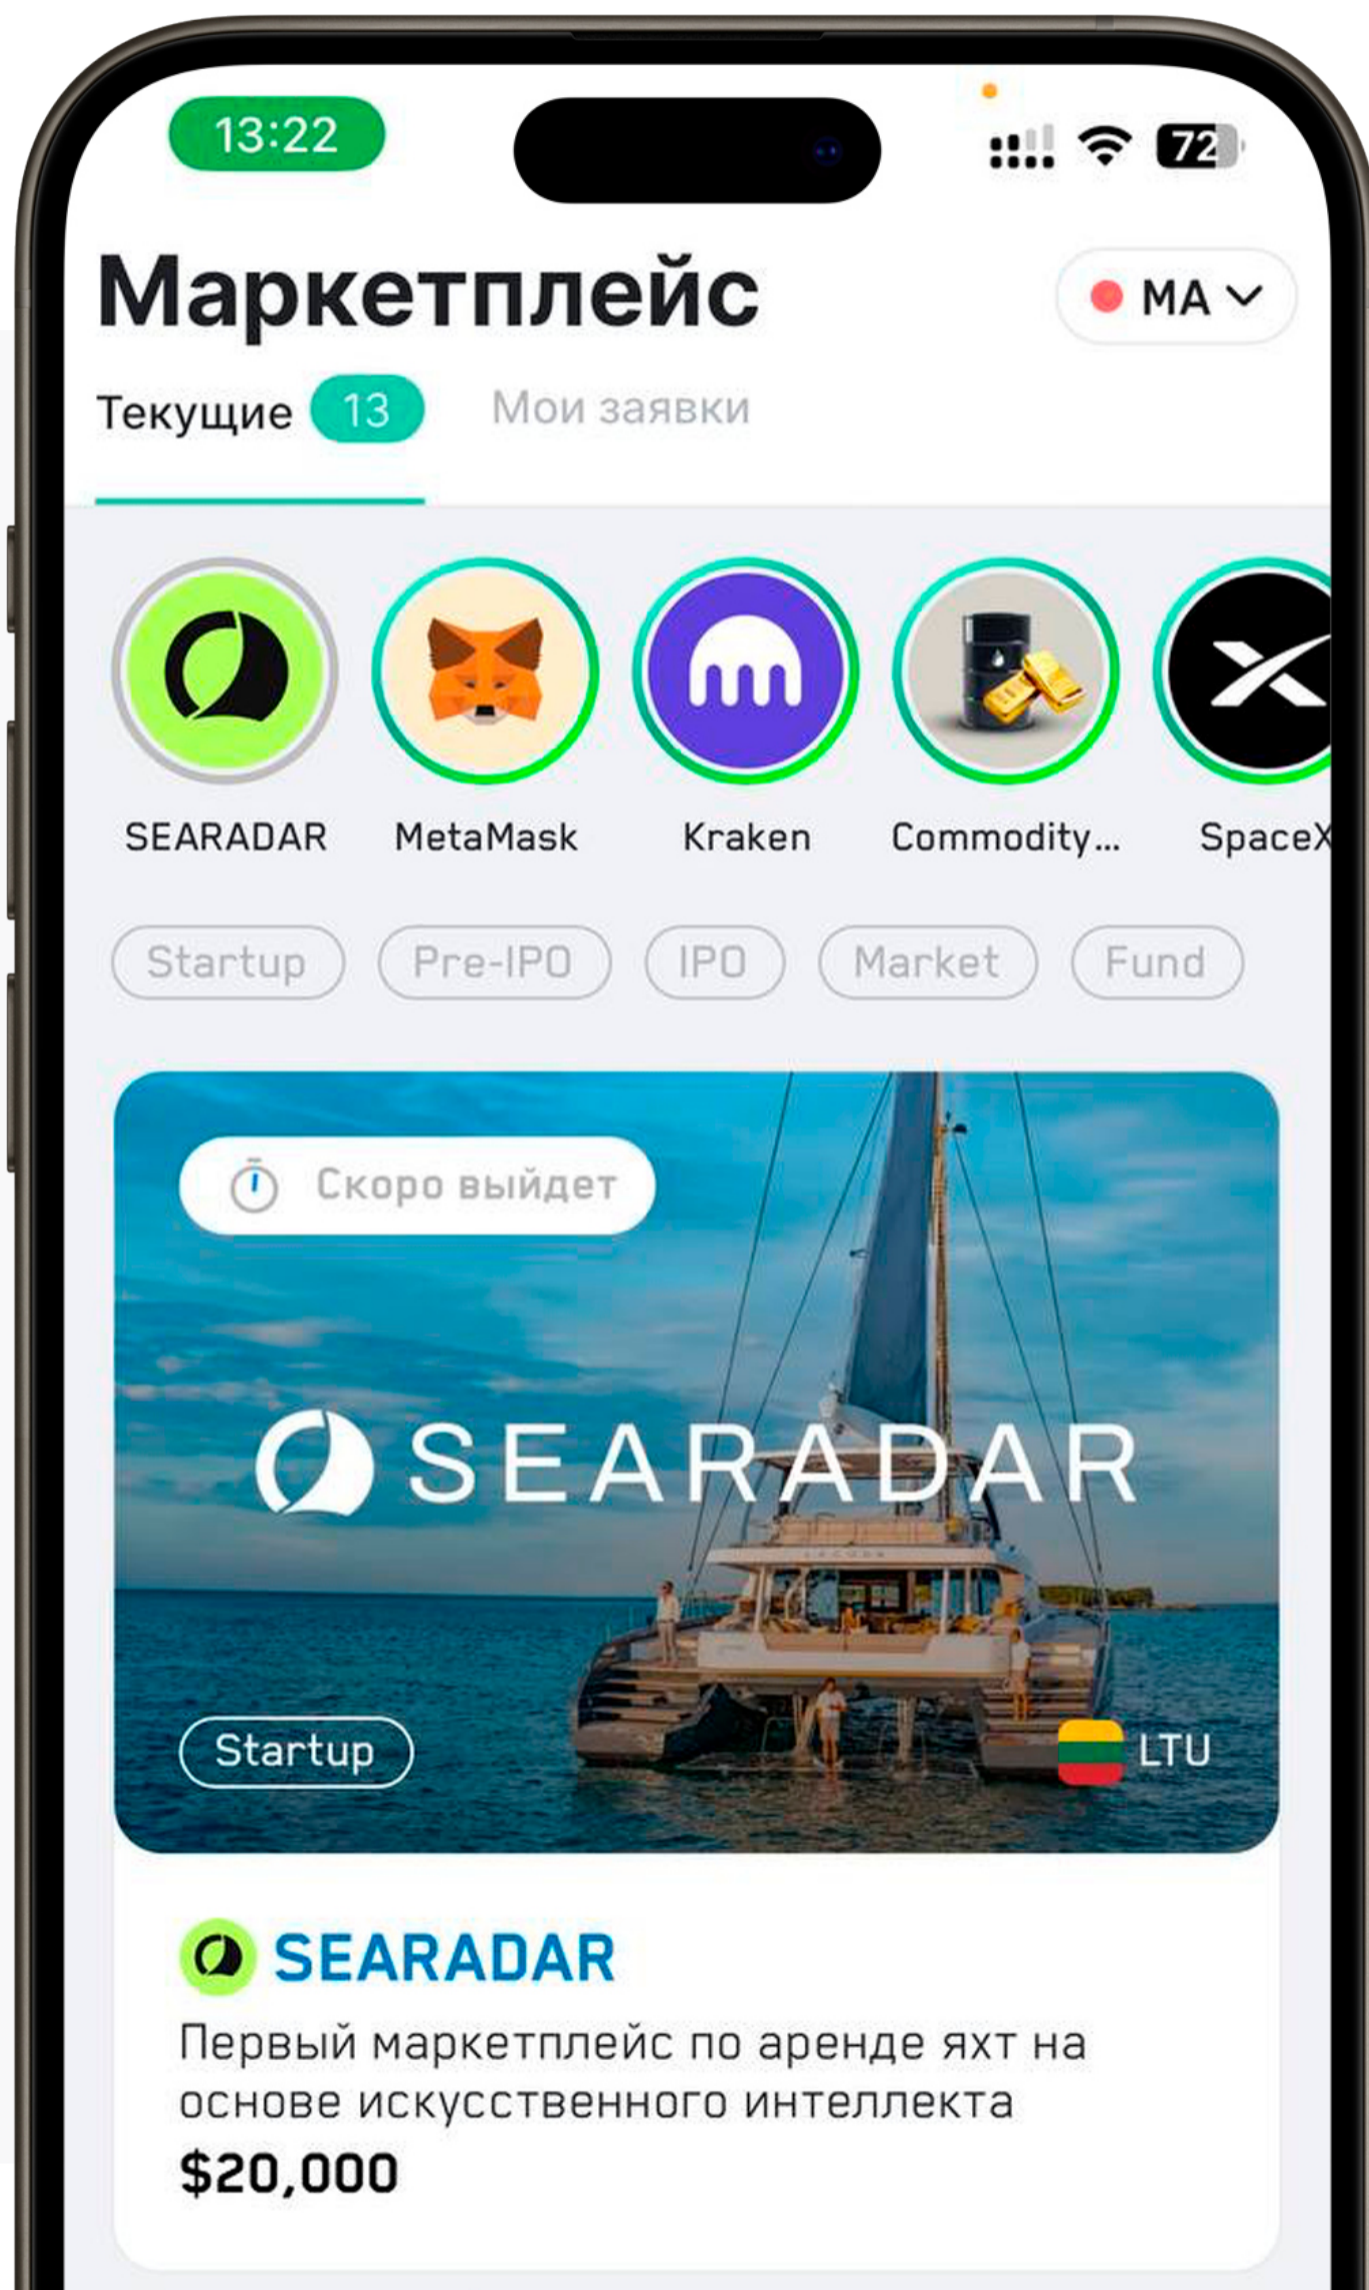 13:22
72
Маркетплейс
MA
Текущие 13 Мои заявки
SEARADAR MetaMask Kraken Commodity... SpaceX
Startup Pre-IPO IPO Market Fund
Скоро выйдет
SEARADAR
Startup LTU
SEARADAR
Первый маркетплейс по аренде яхт на
основе искусственного интеллекта
$20,000